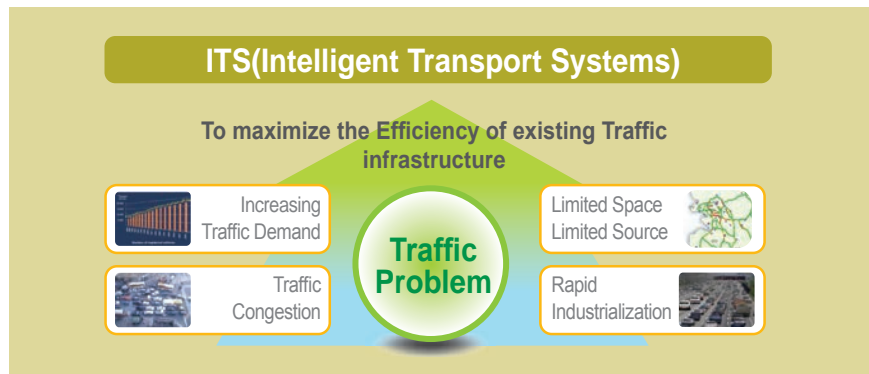 ITS(Intelligent Transport Systems)
To maximize the Efficiency of existing Traffic
infrastructure
Increasing
Traffic Demand
Traffic
Congestion
Traffic
Problem
Limited Space
Limited Source
Rapid
Industrialization